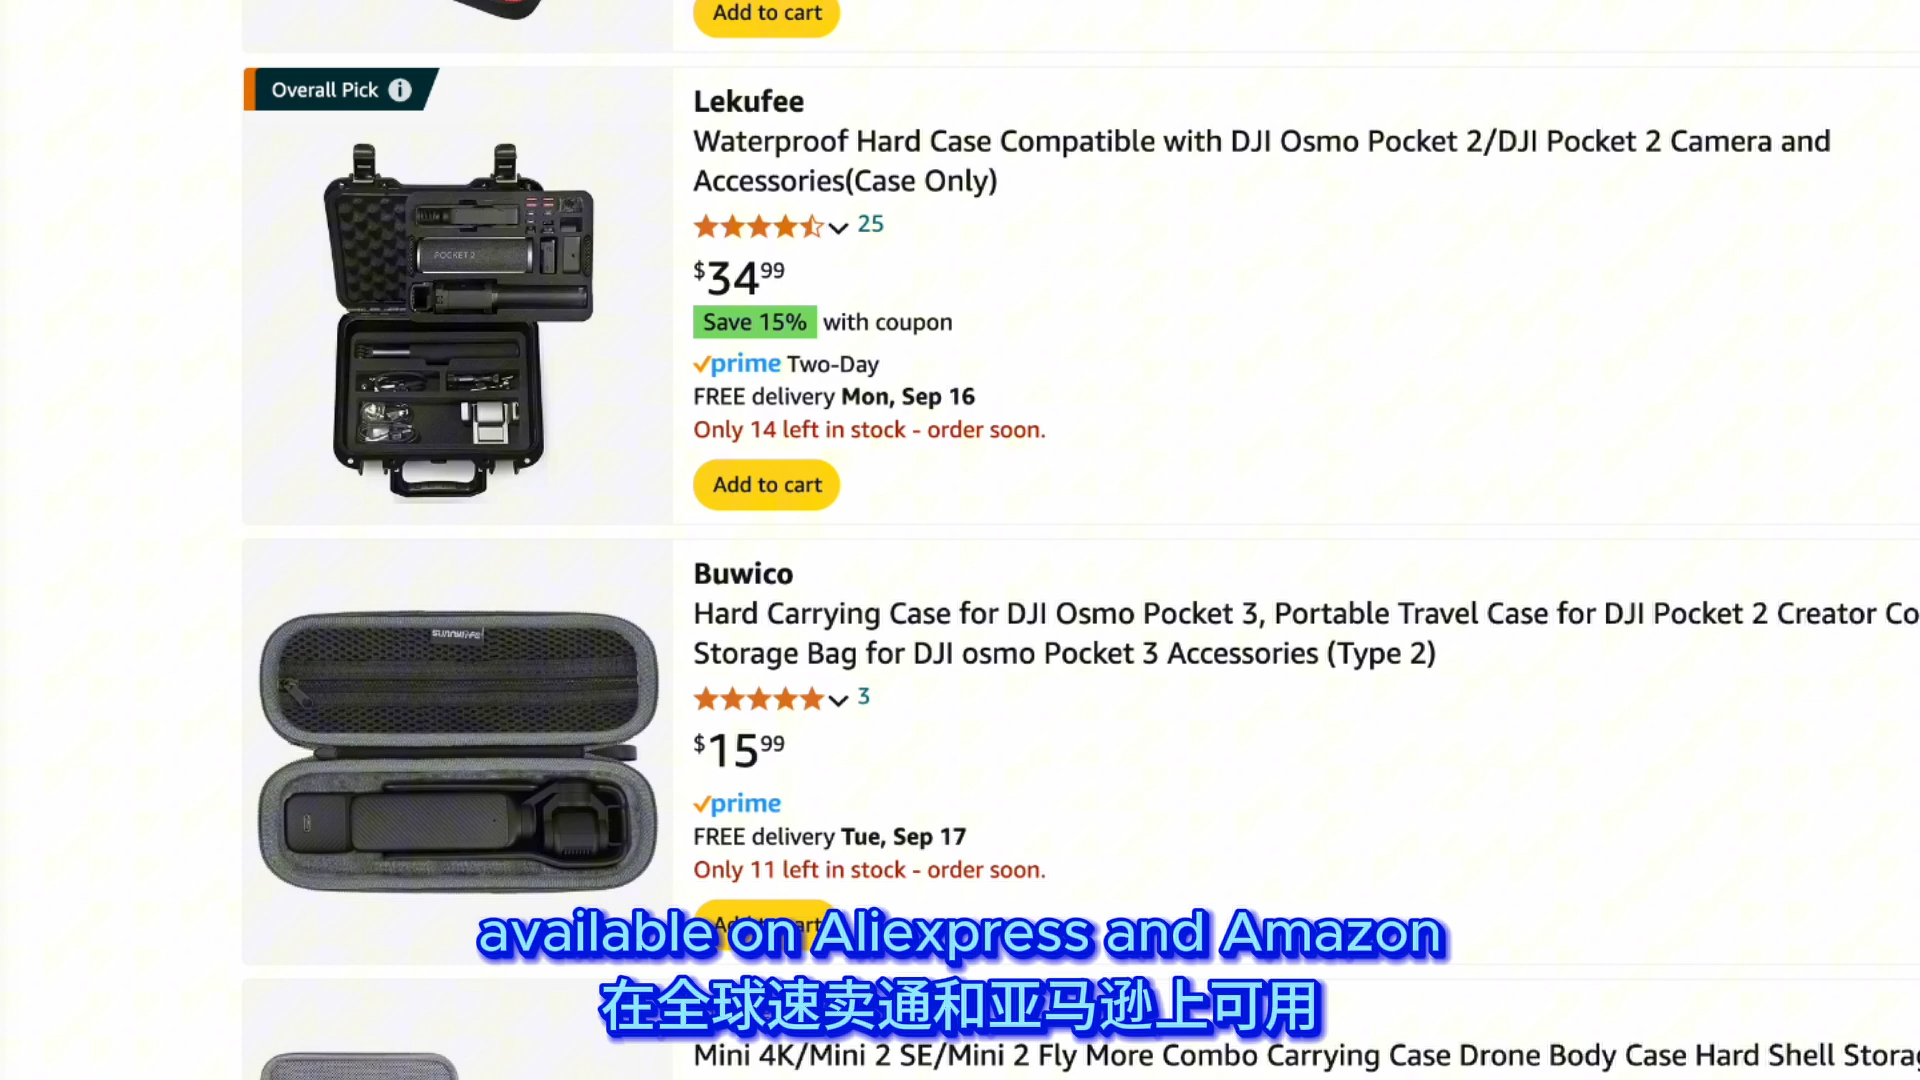 Add to cart
Overall Pick
Lekufee
Waterproof Hard Case Compatible with DJI Osmo Pocket 2/DJI Pocket 2 Camera and
Accessories(Case Only)
25
$34.99
Save 15% with coupon
prime Two-Day
FREE delivery Mon, Sep 16
Only 14 left in stock - order soon.
Add to cart
POCKET 2
Buwico
Hard Carrying Case for DJI Osmo Pocket 3, Portable Travel Case for DJI Pocket 2 Creator Co
Storage Bag for DJI osmo Pocket 3 Accessories (Type 2)
3
$15.99
prime
FREE delivery Tue, Sep 17
Only 11 left in stock - order soon.
Add to cart
available on Aliexpress and Amazon
在全球速卖通和亚马逊上可用
Mini 4K/Mini 2 SE/Mini 2 Fly More Combo Carrying Case Drone Body Case Hard Shell Storag